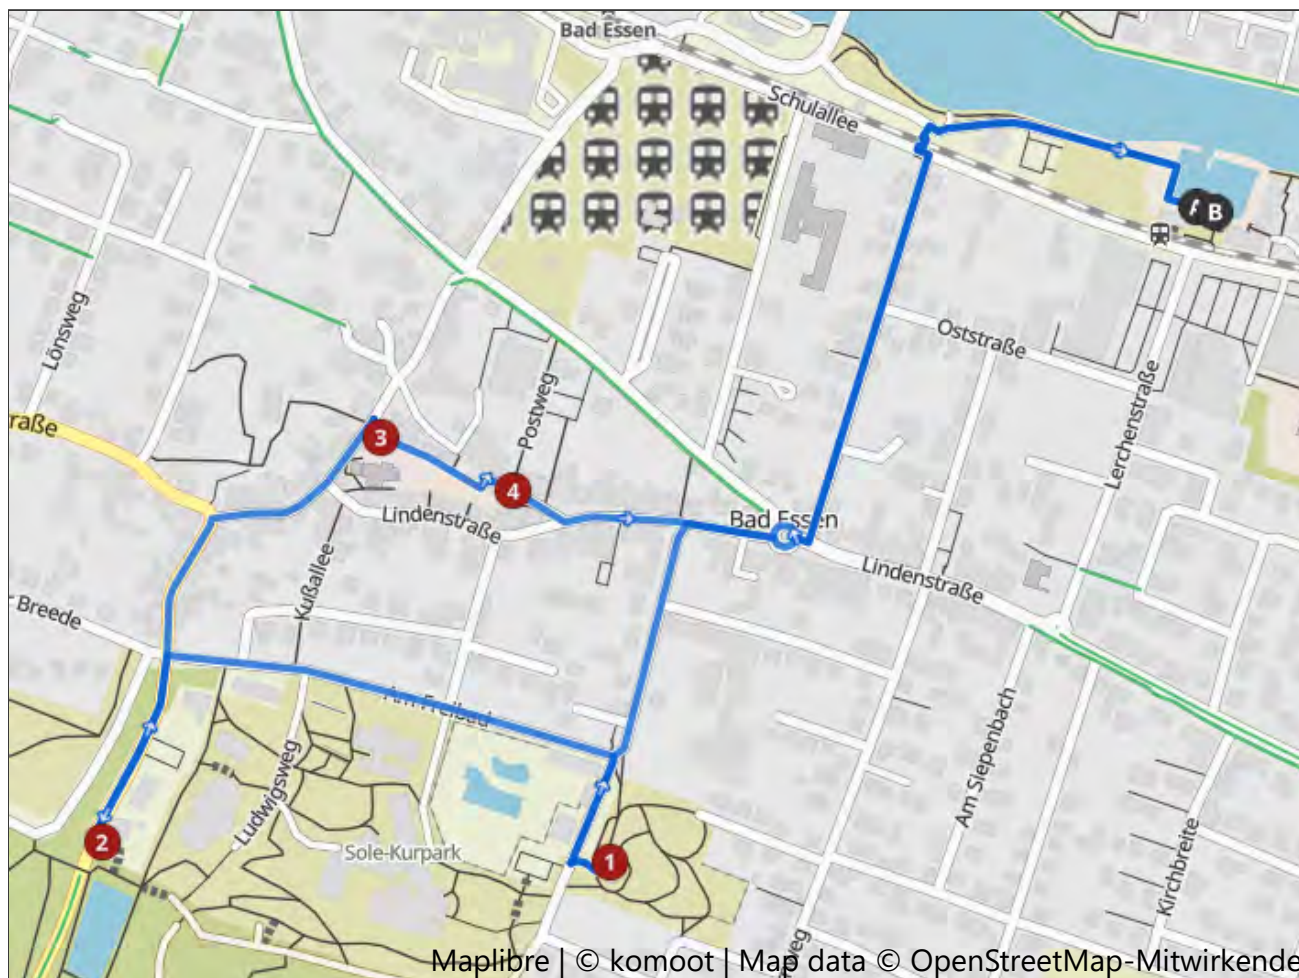 Bad Essen
Schulallee
A
B
Lönsweg
Oststraße
Postweg
Lerchenstraße
raße
3
4
Lindenstraße
Bad Essen
Lindenstraße
Kußallee
r Breede
Am Freibad
Am Siepenbach
Ludwigsweg
2
Sole-Kurpark
1
Kirchbreite
nweg
Maplibre | © komoot | Map data © OpenStreetMap-Mitwirkende